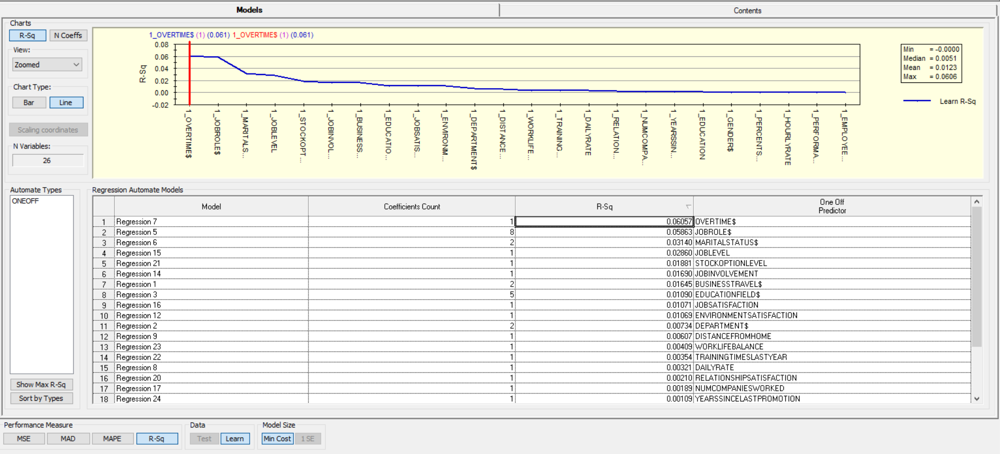 Models
Contents
Charts
R-Sq
N Coeffs
View:
Zoomed
Chart Type:
Bar
Line
Scaling coordinates
N Variables:
26
1_OVERTIME$ (1) (0.061) 1_OVERTIME$ (1) (0.061)
R-Sq
0.08
0.06
0.04
0.02
0.00
-0.02
1_OVERTIME$
1_JOBROLE$
1_MARITALS...
1_JOBLEVEL
1_STOCKOPT...
1_JOBINVOL...
1_BUSINESS...
1_EDUCATIO...
1_JOBSATIS...
1_ENVIRONM...
1_DEPARTMENT$
1_DISTANCE...
1_WORKLIFE...
1_TRAINING...
1_DAILYRATE
1_RELATION...
1_NUMCOMPA...
1_YEARSSIN...
1_EDUCATION
1_GENDER$
1_PERCENTS...
1_HOURLYRATE
1_PERFORMA...
1_EMPLOYEE...
Min = -0.0000
Median = 0.0051
Mean = 0.0123
Max = 0.0606
Learn R-Sq
Automate Types
ONEOFF
Show Max R-Sq
Sort by Types
Regression Automate Models
Model Coefficients Count R-Sq One Off Predictor
1 Regression 7 1 0.06057 OVERTIME$
2 Regression 5 8 0.05863 JOBROLE$
3 Regression 6 2 0.03140 MARITALSTATUS$
4 Regression 15 1 0.02860 JOBLEVEL
5 Regression 21 1 0.01881 STOCKOPTIONLEVEL
6 Regression 14 1 0.01690 JOBINVOLVEMENT
7 Regression 1 2 0.01645 BUSINESSTRAVEL$
8 Regression 3 5 0.01090 EDUCATIONFIELD$
9 Regression 16 1 0.01071 JOBSATISFACTION
10 Regression 12 1 0.01069 ENVIRONMENTSATISFACTION
11 Regression 2 2 0.00734 DEPARTMENT$
12 Regression 9 1 0.00607 DISTANCEFROMHOME
13 Regression 23 1 0.00409 WORKLIFEBALANCE
14 Regression 22 1 0.00354 TRAININGTIMESLASTYEAR
15 Regression 8 1 0.00321 DAILYRATE
16 Regression 20 1 0.00210 RELATIONSHIPSATISFACTION
17 Regression 17 1 0.00189 NUMCOMPANIESWORKED
18 Regression 24 1 0.00109 YEARSSINCELASTPROMOTION
Performance Measure
MSE
MAD
MAPE
R-Sq
Data
Test
Learn
Model Size
Min Cost
1 SE